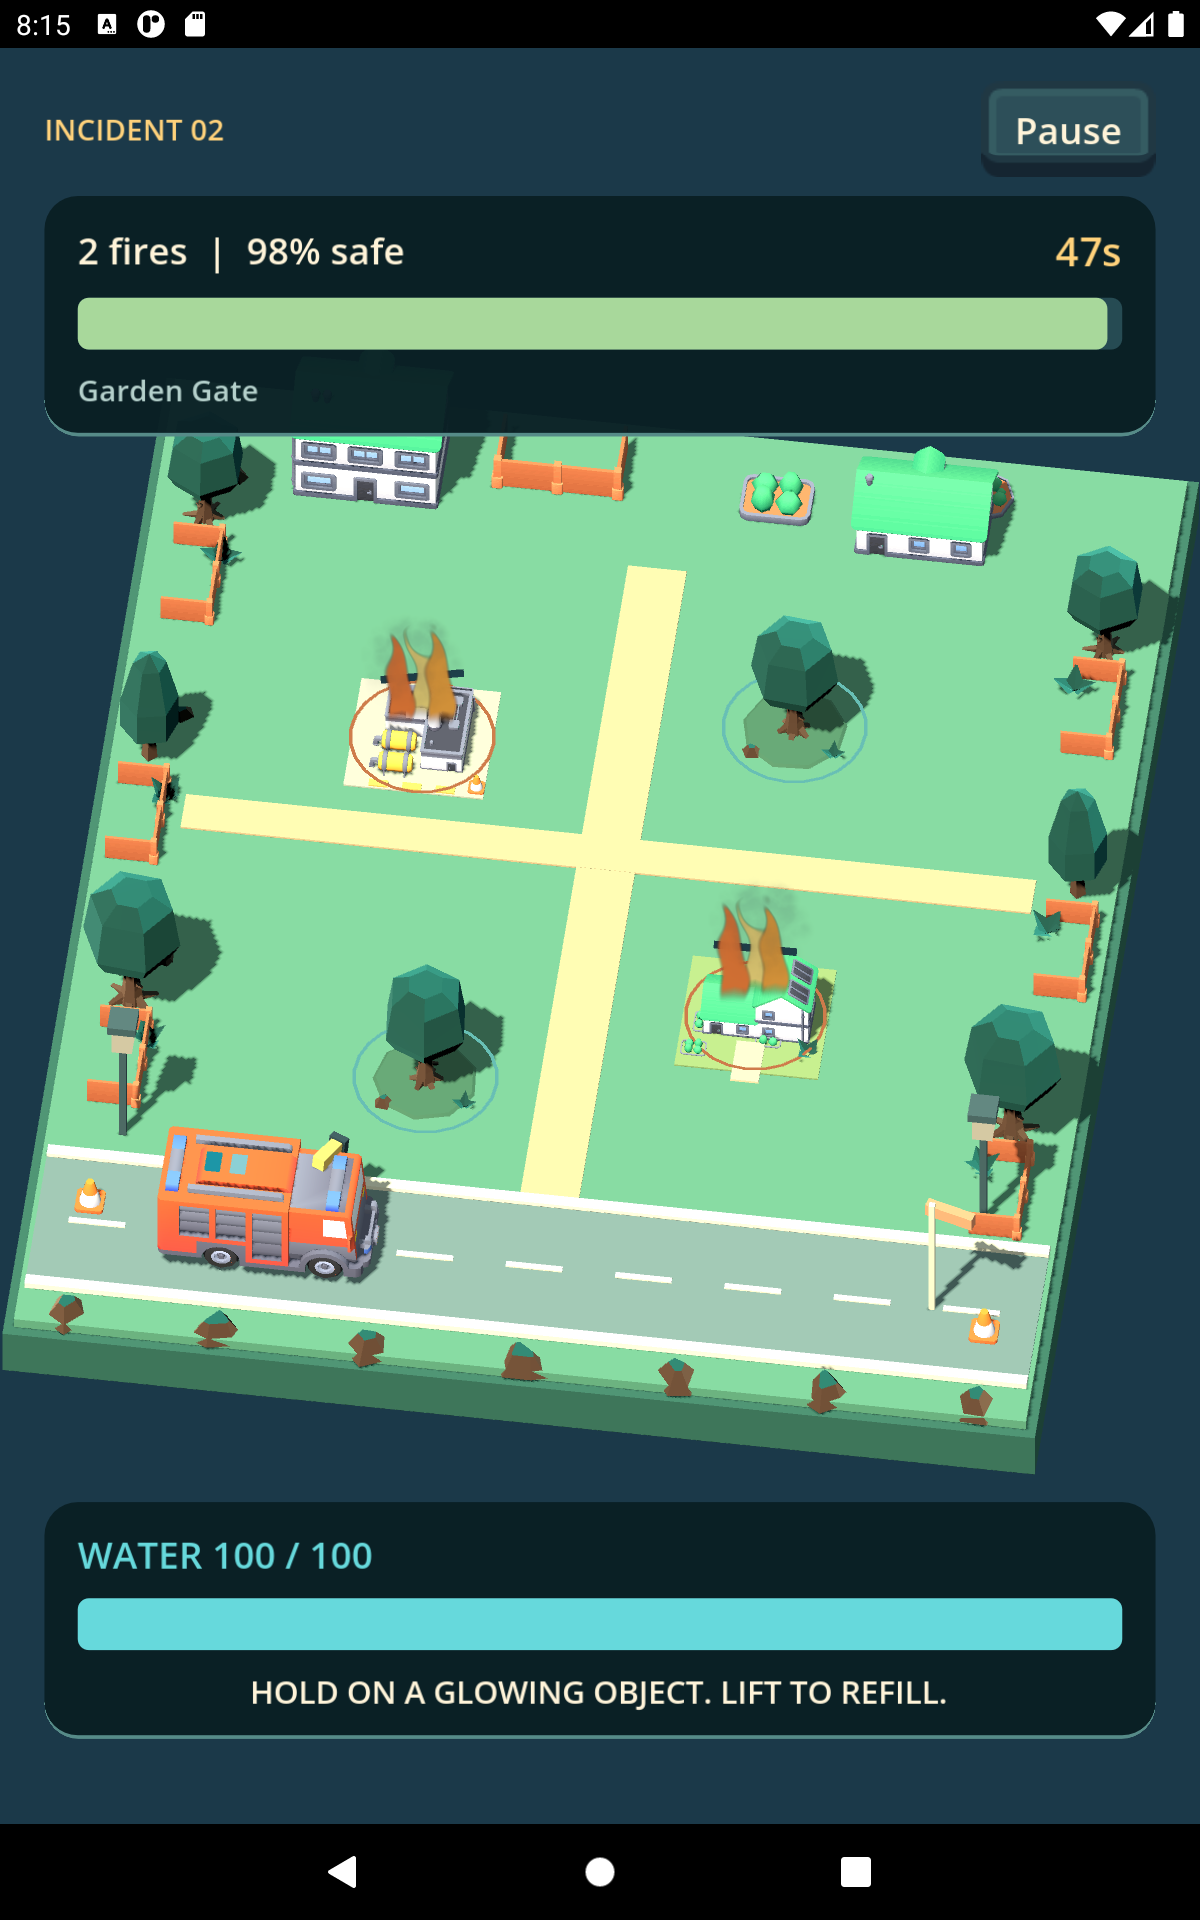 8:15
INCIDENT 02
Pause
2 fires | 98% safe
47s
Garden Gate
WATER 100 / 100
HOLD ON A GLOWING OBJECT. LIFT TO REFILL.